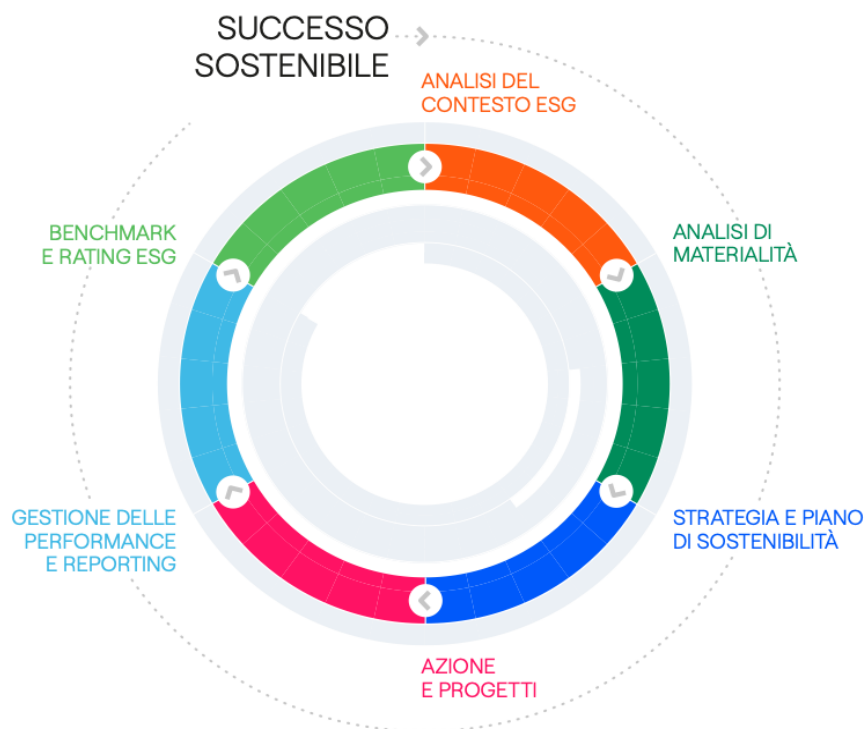 SUCCESSO
SOSTENIBILE
ANALISI DEL
CONTESTO ESG
ANALISI DI
MATERIALITÀ
STRATEGIA E PIANO
DI SOSTENIBILITÀ
AZIONE
E PROGETTI
GESTIONE DELLE
PERFORMANCE
E REPORTING
BENCHMARK
E RATING ESG